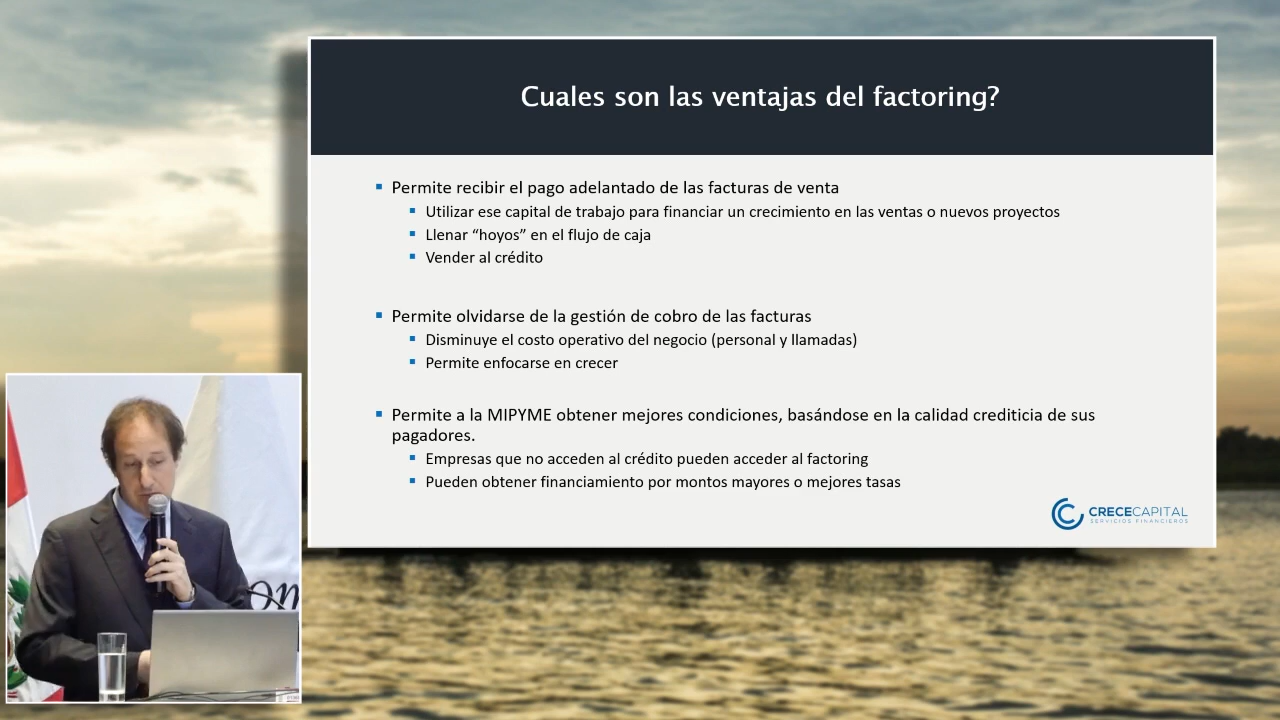 Cuales son las ventajas del factoring?
Permite recibir el pago adelantado de las facturas de venta
Utilizar ese capital de trabajo para financiar un crecimiento en las ventas o nuevos proyectos
Llenar “hoyos” en el flujo de caja
Vender al crédito
Permite olvidarse de la gestión de cobro de las facturas
Disminuye el costo operativo del negocio (personal y llamadas)
Permite enfocarse en crecer
Permite a la MIPYME obtener mejores condiciones, basándose en la calidad crediticia de sus
pagadores.
Empresas que no acceden al crédito pueden acceder al factoring
Pueden obtener financiamiento por montos mayores o mejores tasas
CRECECAPITAL
SERVICIOS FINANCIEROS